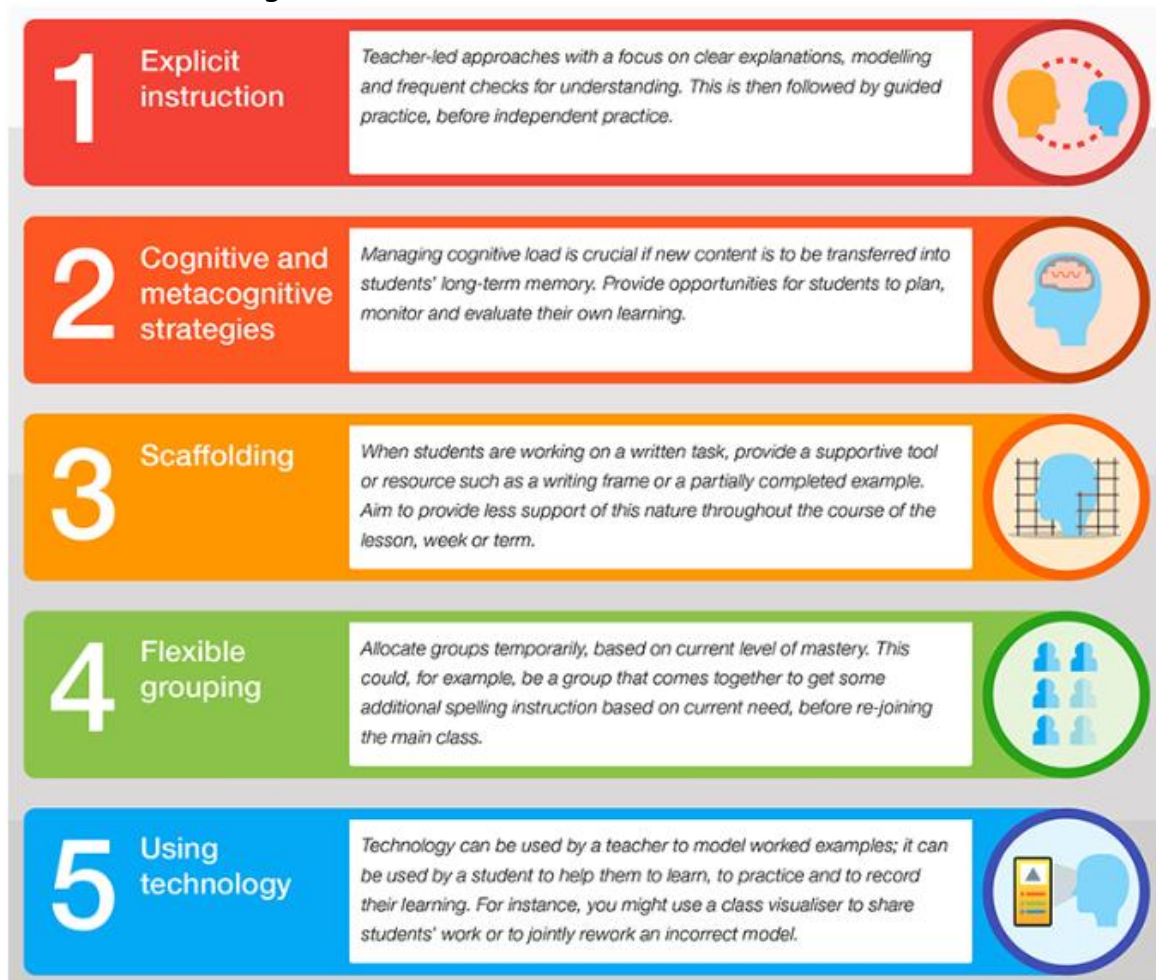 1
Explicit
instruction
Teacher-led approaches with a focus on clear explanations, modelling
and frequent checks for understanding. This is then followed by guided
practice, before independent practice.
2
Cognitive and
metacognitive
strategies
Managing cognitive load is crucial if new content is to be transferred into
students' long-term memory. Provide opportunities for students to plan,
monitor and evaluate their own learning.
3
Scaffolding
When students are working on a written task, provide a supportive tool
or resource such as a writing frame or a partially completed example.
Aim to provide less support of this nature throughout the course of the
lesson, week or term.
4
Flexible
grouping
Allocate groups temporarily, based on current level of mastery. This
could, for example, be a group that comes together to get some
additional spelling instruction based on current need, before re-joining
the main class.
5
Using
technology
Technology can be used by a teacher to model worked examples; it can
be used by a student to help them to learn, to practice and to record
their learning. For instance, you might use a class visualiser to share
students' work or to jointly rework an incorrect model.